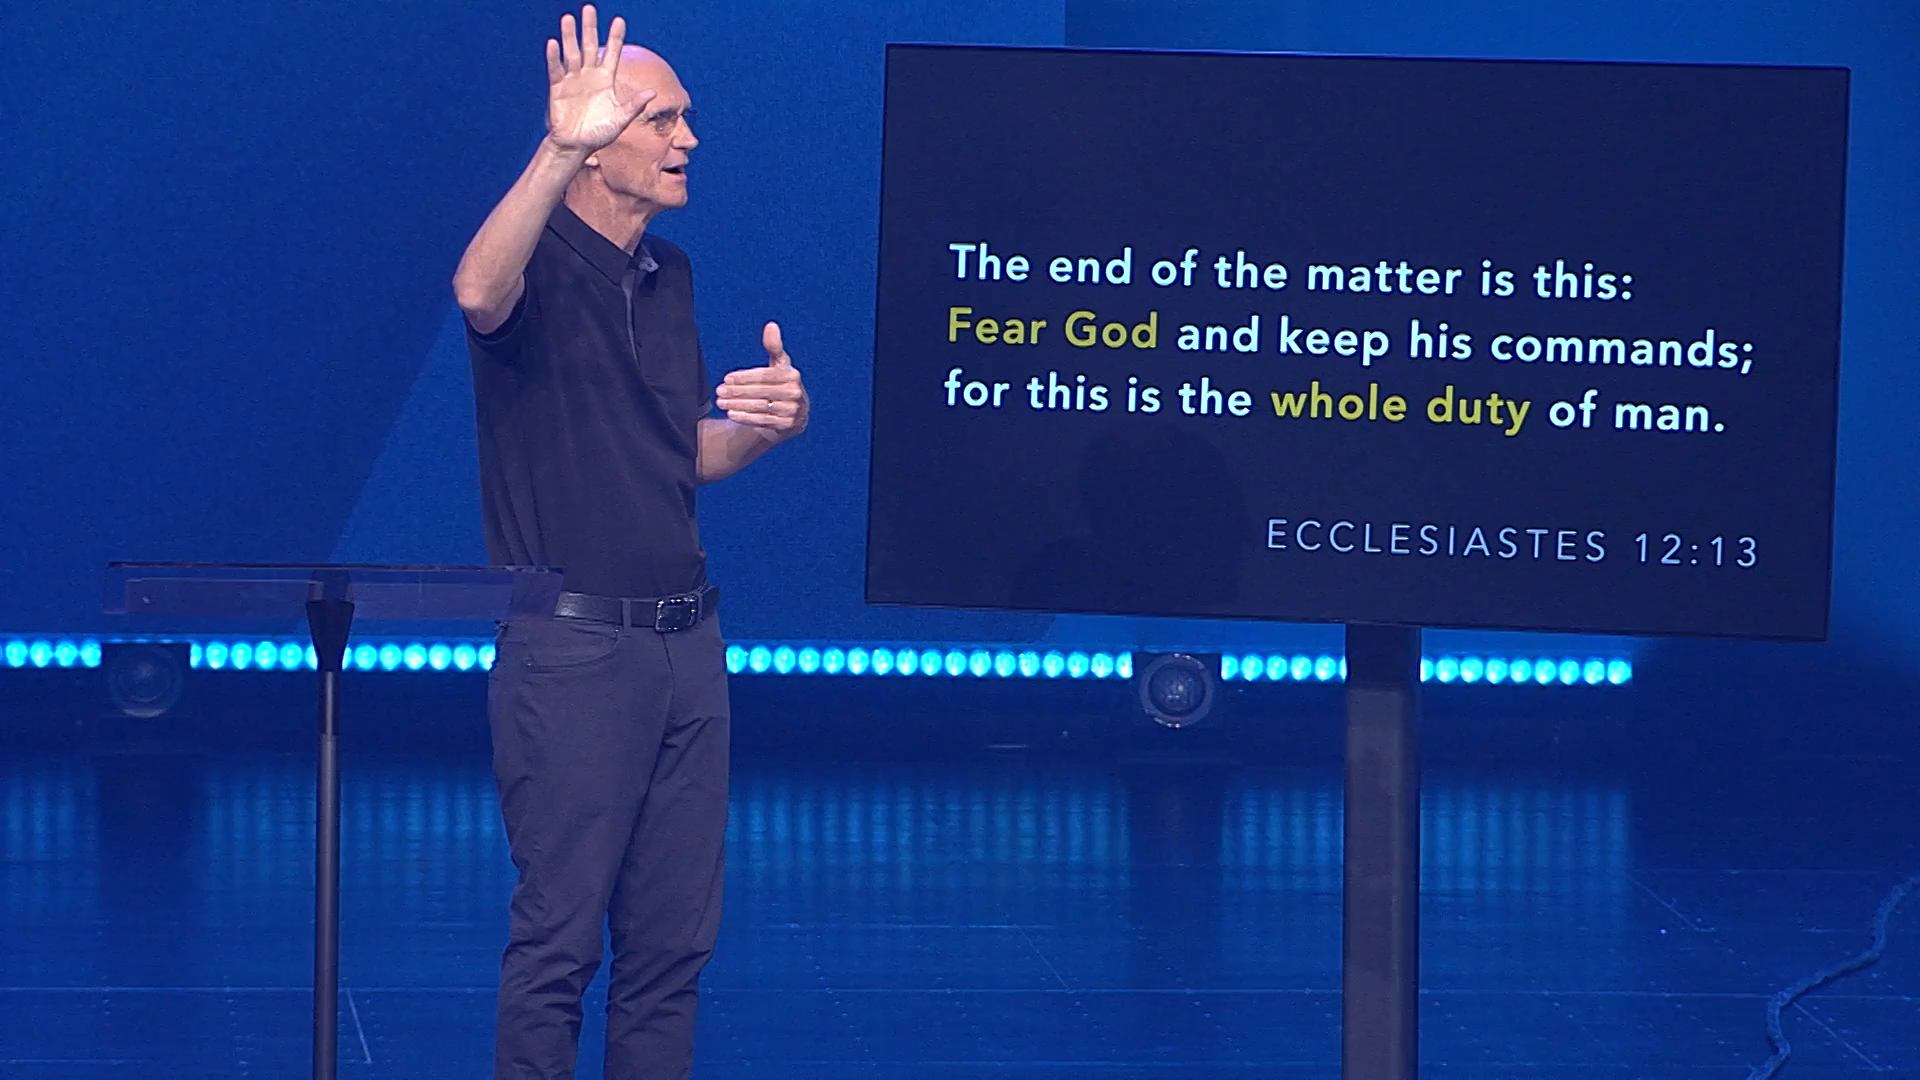 The end of the matter is this:
Fear God and keep his commands;
for this is the whole duty of man.
ECCLESIASTES 12:13